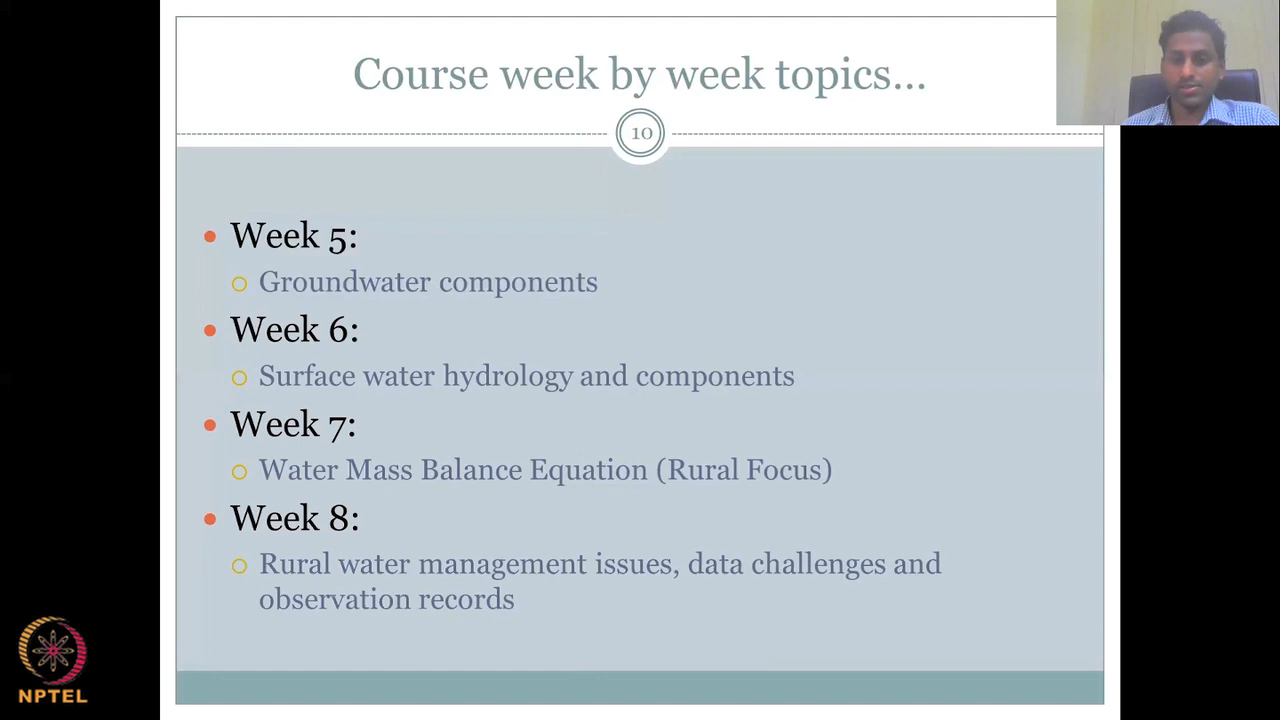 Course week by week topics...
10
• Week 5:
○ Groundwater components
• Week 6:
○ Surface water hydrology and components
• Week 7:
○ Water Mass Balance Equation (Rural Focus)
• Week 8:
○ Rural water management issues, data challenges and
observation records
NPTEL